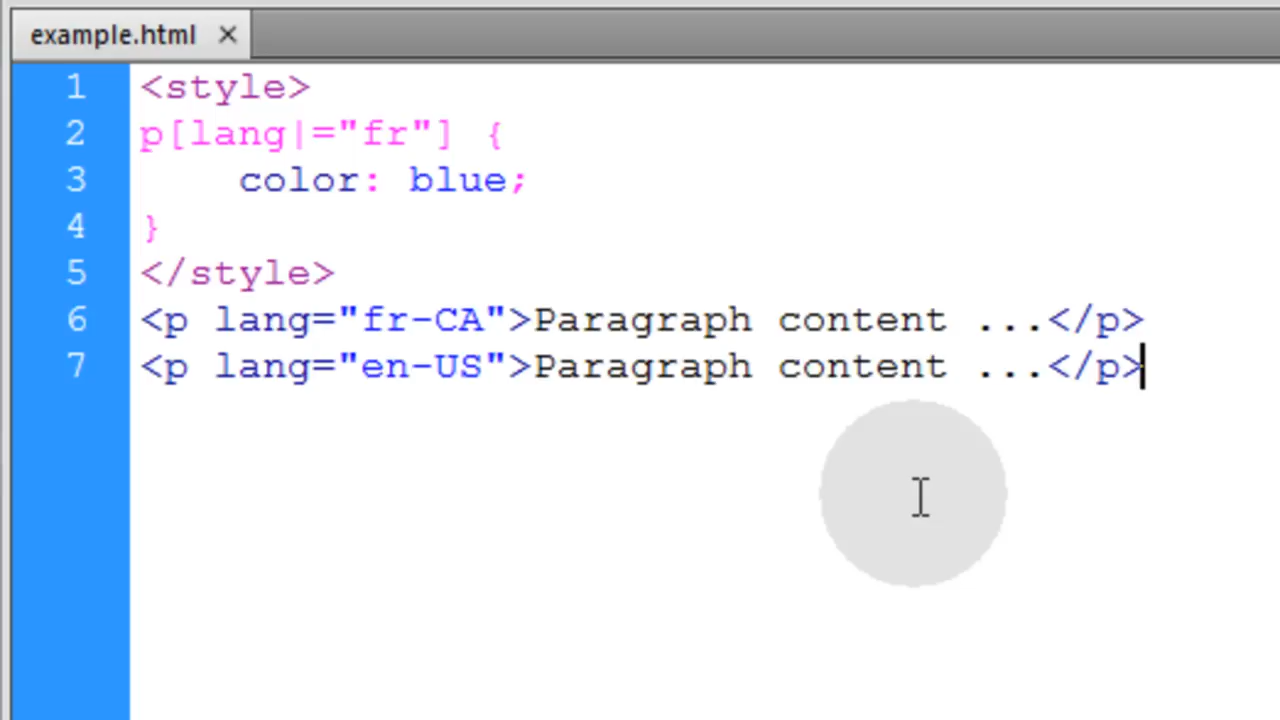 example.html ×
1 <style>
2 p[lang|="fr"] {
3     color: blue;
4 }
5 </style>
6 <p lang="fr-CA">Paragraph content ...</p>
7 <p lang="en-US">Paragraph content ...</p>